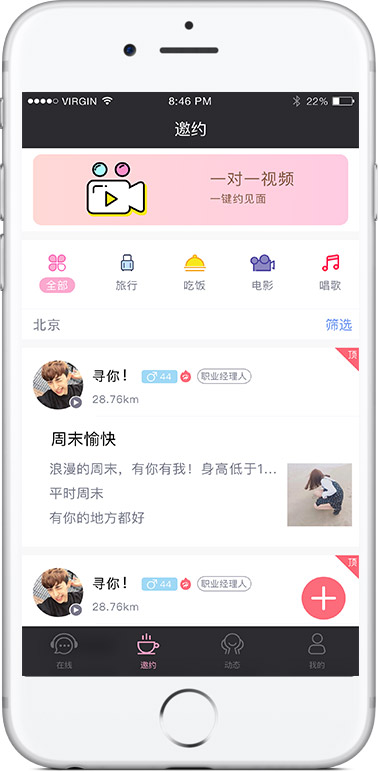 VIRGIN 8:46 PM 22%
邀约
一对一视频
一键约见面
全部 旅行 吃饭 电影 唱歌
北京 筛选
顶
寻你！ 44 职业经理人
28.76km
周末愉快
浪漫的周末，有你有我！身高低于1...
平时周末
有你的地方都好
顶
寻你！ 44 职业经理人
28.76km
在线 邀约 动态 我的